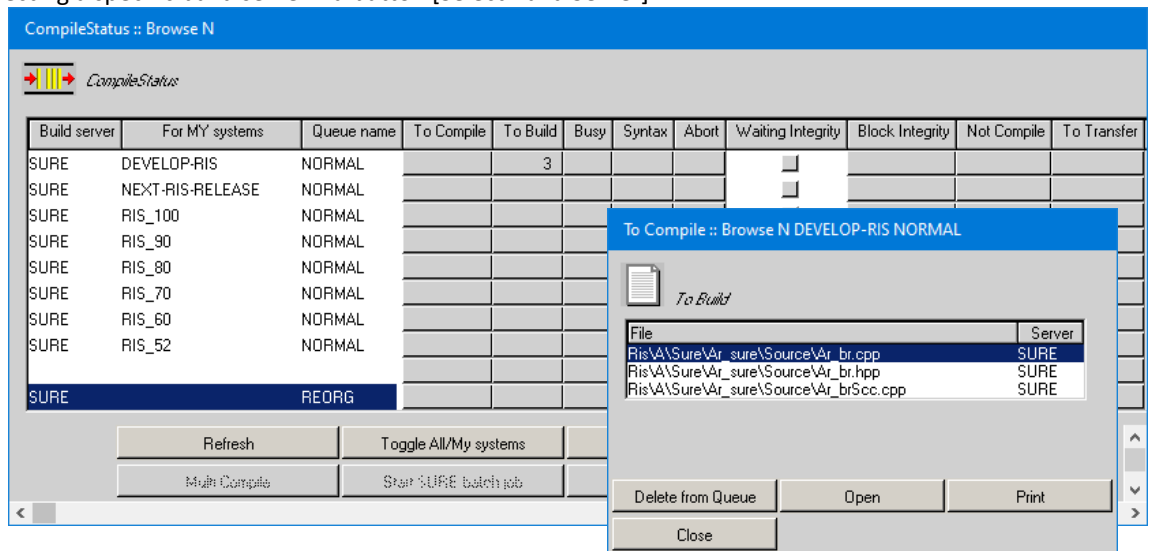 CompileStatus :: Browse N
CompileStatus
Build server For MY systems Queue name To Compile To Build Busy Syntax Abort Waiting Integrity Block Integrity Not Compile To Transfer
SURE DEVELOP-RIS NORMAL 3
SURE NEXT-RIS-RELEASE NORMAL
SURE RIS_100 NORMAL
SURE RIS_90 NORMAL
SURE RIS_80 NORMAL
SURE RIS_70 NORMAL
SURE RIS_60 NORMAL
SURE RIS_52 NORMAL
SURE REORG
Refresh Toggle All/My systems
Multi Compile Start SURE batch job
To Compile :: Browse N DEVELOP-RIS NORMAL
To Build
File Server
Ris\A\Sure\Ar_sure\Source\Ar_br.cpp SURE
Ris\A\Sure\Ar_sure\Source\Ar_br.hpp SURE
Ris\A\Sure\Ar_sure\Source\Ar_brScc.cpp SURE
Delete from Queue Open Print
Close